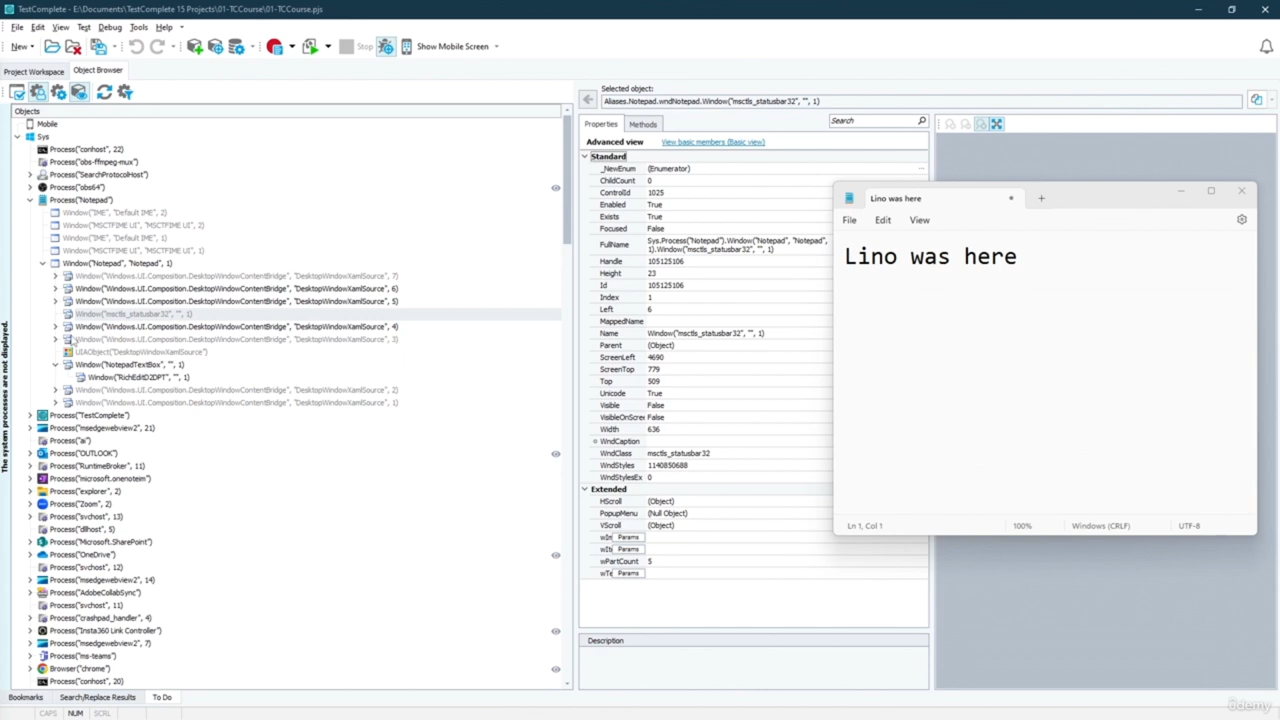 TestComplete - E:\Documents\TestComplete 15 Projects\01-TCCourse\01-TCCourse.pjs
File Edit View Test Debug Tools Help
New Stop Show Mobile Screen
Project Workspace Object Browser
Objects
Mobile
Sys
Process("conhost", 22)
Process("obs-ffmpeg-mux")
Process("SearchProtocolHost")
Process("obs64")
Process("Notepad")
Window("IME", "Default IME", 2)
Window("MSCTFIME UI", "MSCTFIME UI", 2)
Window("IME", "Default IME", 1)
Window("MSCTFIME UI", "MSCTFIME UI", 1)
Window("Notepad", "Notepad", 1)
Window("Windows.UI.Composition.DesktopWindowContentBridge", "DesktopWindowXamlSource", 7)
Window("Windows.UI.Composition.DesktopWindowContentBridge", "DesktopWindowXamlSource", 6)
Window("Windows.UI.Composition.DesktopWindowContentBridge", "DesktopWindowXamlSource", 5)
Window("msctls_statusbar32", "", 1)
Window("Windows.UI.Composition.DesktopWindowContentBridge", "DesktopWindowXamlSource", 4)
Window("Windows.UI.Composition.DesktopWindowContentBridge", "DesktopWindowXamlSource", 3)
UIAObject("DesktopWindowXamlSource")
Window("NotepadTextBox", "", 1)
Window("RichEditD2DPT", "", 1)
Window("Windows.UI.Composition.DesktopWindowContentBridge", "DesktopWindowXamlSource", 2)
Window("Windows.UI.Composition.DesktopWindowContentBridge", "DesktopWindowXamlSource", 1)
Process("TestComplete")
Process("msedgewebview2", 21)
Process("ai")
Process("OUTLOOK")
Process("RuntimeBroker", 11)
Process("microsoft.onenoteim")
Process("explorer", 2)
Process("Zoom", 2)
Process("svchost", 13)
Process("dllhost", 5)
Process("Microsoft.SharePoint")
Process("OneDrive")
Process("svchost", 12)
Process("msedgewebview2", 14)
Process("AdobeCollabSync")
Process("svchost", 11)
Process("crashpad_handler", 4)
Process("Insta360 Link Controller")
Process("msedgewebview2", 7)
Process("ms-teams")
Browser("chrome")
Process("conhost", 20)
The system processes are not displayed.
Selected object:
Aliases.Notepad.wndNotepad.Window("msctls_statusbar32", "", 1)
Properties Methods Search
Advanced view View basic members (Basic view)
Standard
_NewEnum (Enumerator)
ChildCount 0
ControlId 1025
Enabled True
Exists True
Focused False
FullName Sys.Process("Notepad").Window("Notepad", "Notepad",
1).Window("msctls_statusbar32", "", 1)
Handle 105125106
Height 23
Id 105125106
Index 1
Left 6
MappedName
Name Window("msctls_statusbar32", "", 1)
Parent (Object)
ScreenLeft 4690
ScreenTop 779
Top 509
Unicode True
Visible False
VisibleOnScree False
Width 636
WndCaption
WndClass msctls_statusbar32
WndStyles 1140850688
WndStylesEx 0
Extended
HScroll (Object)
PopupMenu (Null Object)
VScroll (Object)
Params
Params
wPartCount 5
Params
Description
Lino was here
File Edit View
Lino was here
Ln 1, Col 1 100% Windows (CRLF) UTF-8
Bookmarks Search/Replace Results To Do
CAPS NUM SCRL
ûdemy